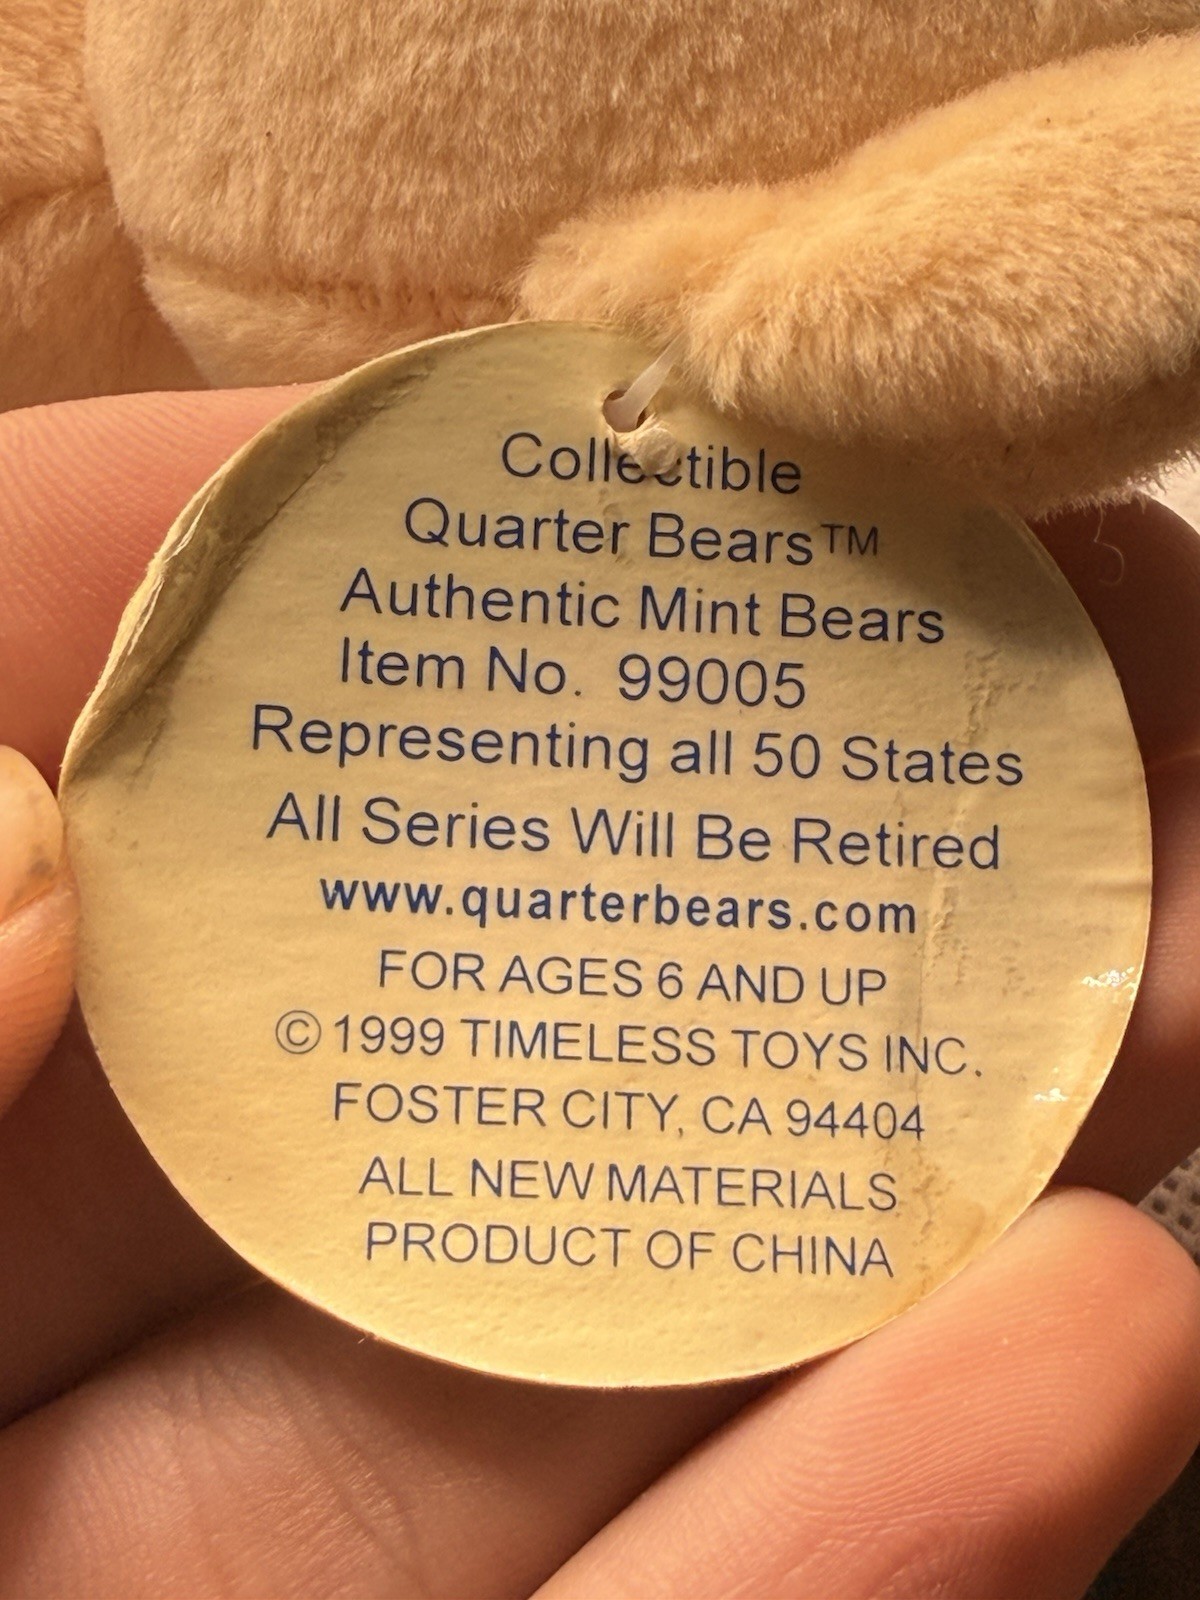 Collectible
Quarter Bears™
Authentic Mint Bears
Item No. 99005
Representing all 50 States
All Series Will Be Retired
www.quarterbears.com
FOR AGES 6 AND UP
© 1999 TIMELESS TOYS INC.
FOSTER CITY, CA 94404
ALL NEW MATERIALS
PRODUCT OF CHINA